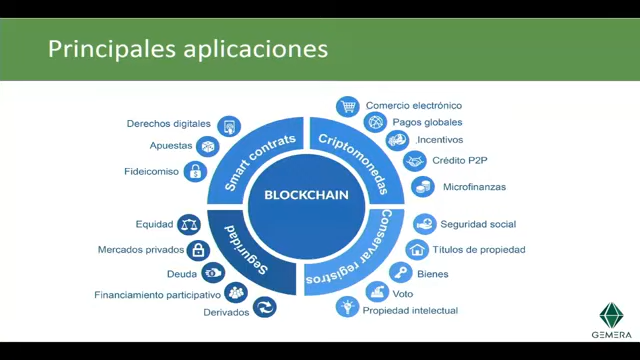 Principales aplicaciones
Derechos digitales
Apuestas
Fideicomiso
Smart contrats
Criptomonedas
Comercio electrónico
Pagos globales
Incentivos
Crédito P2P
Microfinanzas
BLOCKCHAIN
Equidad
Mercados privados
Deuda
Financiamiento participativo
Derivados
Seguridad
Conservar registros
Seguridad social
Títulos de propiedad
Bienes
Voto
Propiedad intelectual
GEMERA